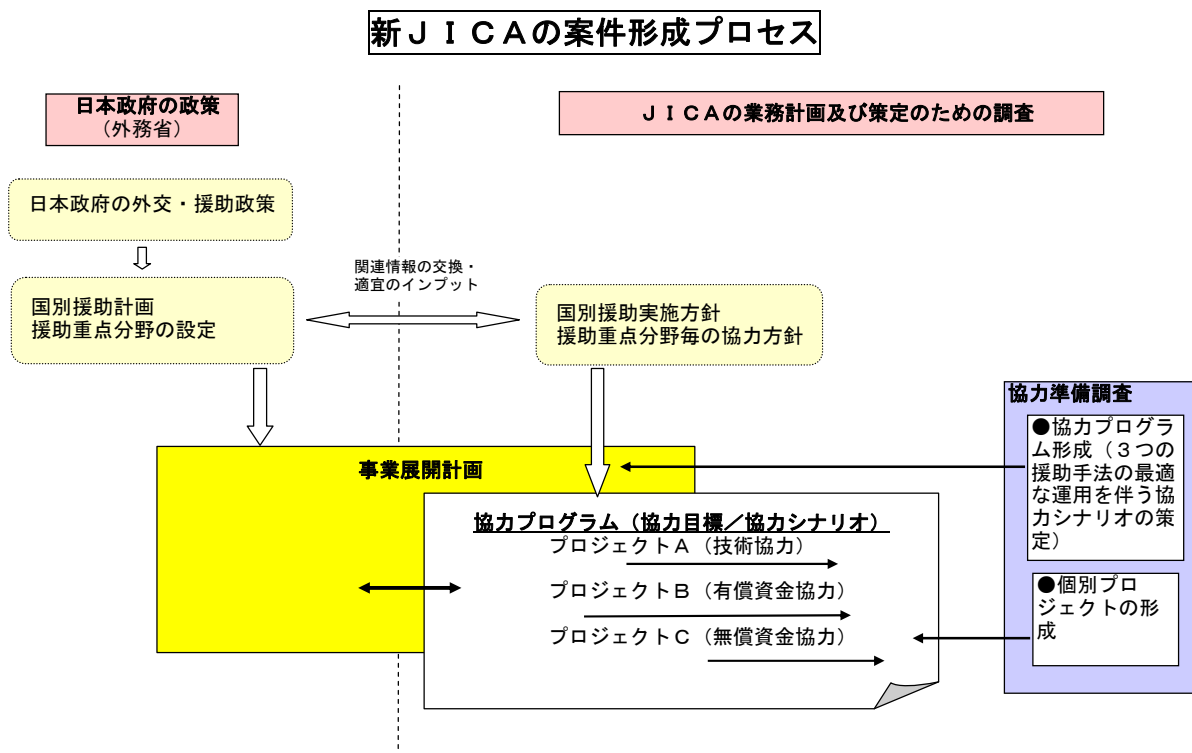 新ＪＩＣＡの案件形成プロセス
日本政府の政策
（外務省）
ＪＩＣＡの業務計画及び策定のための調査
日本政府の外交・援助政策
関連情報の交換・
適宜のインプット
国別援助計画
援助重点分野の設定
国別援助実施方針
援助重点分野毎の協力方針
協力準備調査
●協力プログラ
ム形成（３つの
援助手法の最適
な運用を伴う協
力シナリオの策
定）
事業展開計画
協力プログラム（協力目標／協力シナリオ）
プロジェクトＡ（技術協力）
プロジェクトＢ（有償資金協力）
プロジェクトＣ（無償資金協力）
●個別プロ
ジェクトの形
成